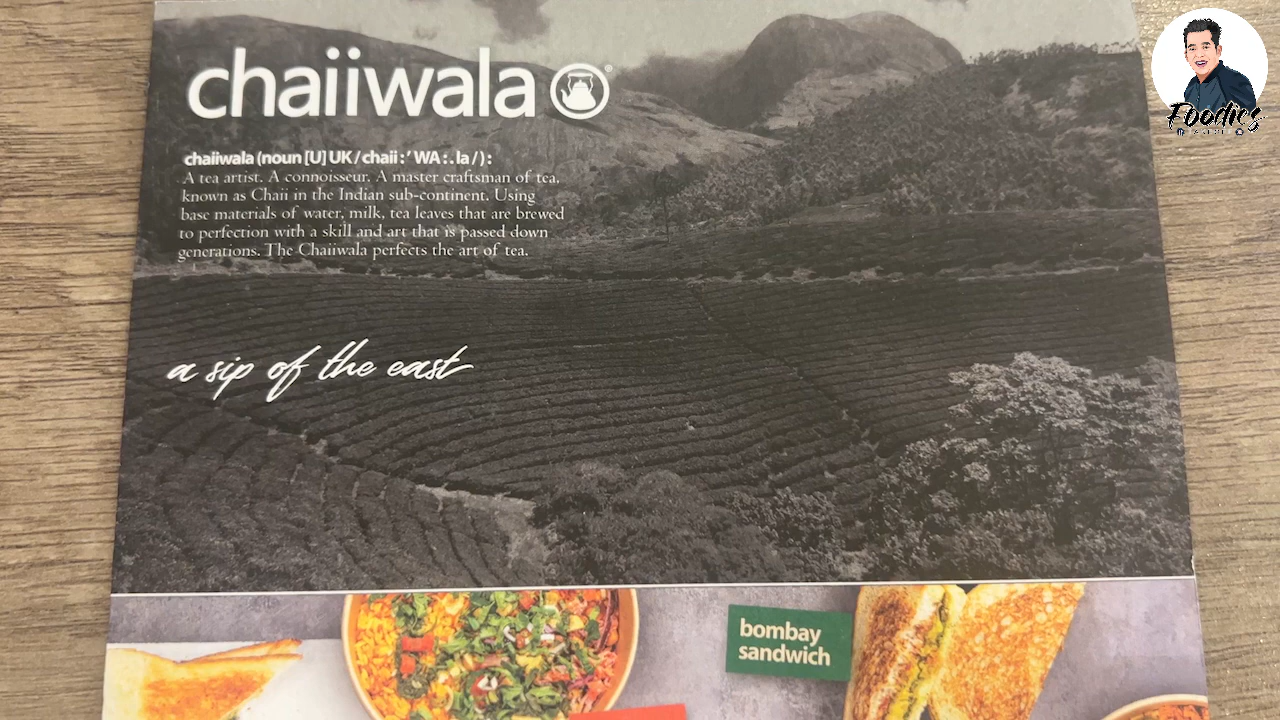 chaiiwala
chaiiwala (noun [U] UK / chaii : ' WA : . la / ) :
A tea artist. A connoisseur. A master craftsman of tea,
known as Chaii in the Indian sub-continent. Using
base materials of water, milk, tea leaves that are brewed
to perfection with a skill and art that is passed down
generations. The Chaiiwala perfects the art of tea.
a sip of the east
bombay
sandwich
Foodies